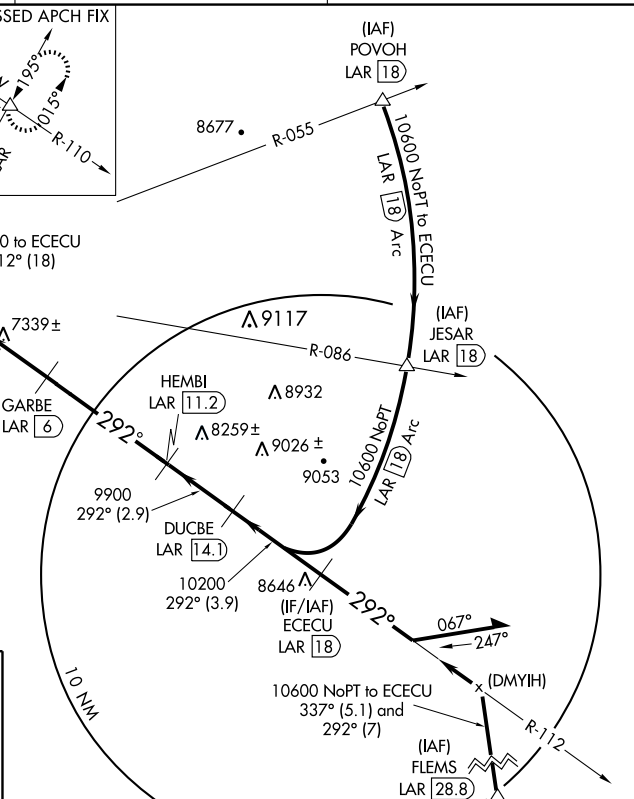 SSED APCH FIX
195°
015°
R-110
(IAF)
POVOH
LAR 18
8677
R-055
10600 NoPT to ECECU
LAR 18 Arc
0 to ECECU
12° (18)
7339±
9117
R-086
(IAF)
JESAR
LAR 18
HEMBI
LAR 11.2
8932
GARBE
LAR 6
292°
8259±
9026 ±
9053
10600 NoPT
LAR 18 Arc
9900
292° (2.9)
DUCBE
LAR 14.1
10200
292° (3.9)
8646
(IF/IAF)
ECECU
LAR 18
292°
067°
247°
(DMYIH)
10600 NoPT to ECECU
337° (5.1) and
292° (7)
R-112
10 NM
(IAF)
FLEMS
LAR 28.8